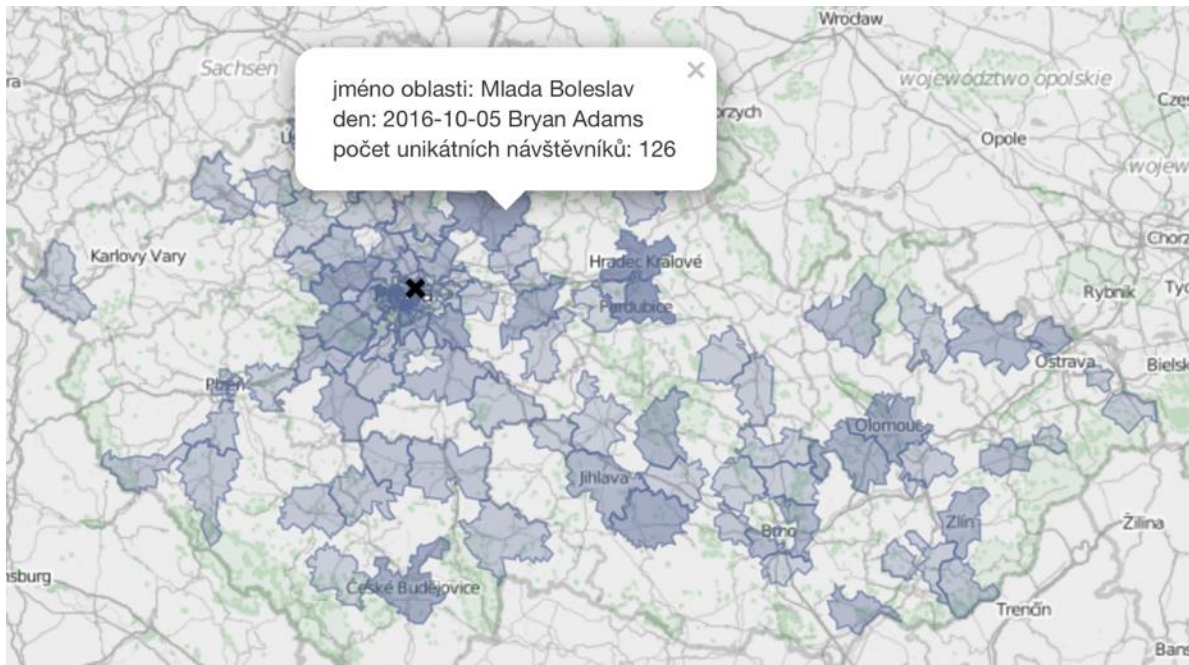 Wrocław
Sachsen
województwo opolskie
jméno oblasti: Mlada Boleslav
den: 2016-10-05 Bryan Adams
počet unikátních návštěvníků: 126
×
Opole
Karlovy Vary
Hradec Králové
Pardubice
Rybnik
Ostrava
Plzeň
Olomouc
Jihlava
Brno
Zlín
Žilina
České Budějovice
Trenčín